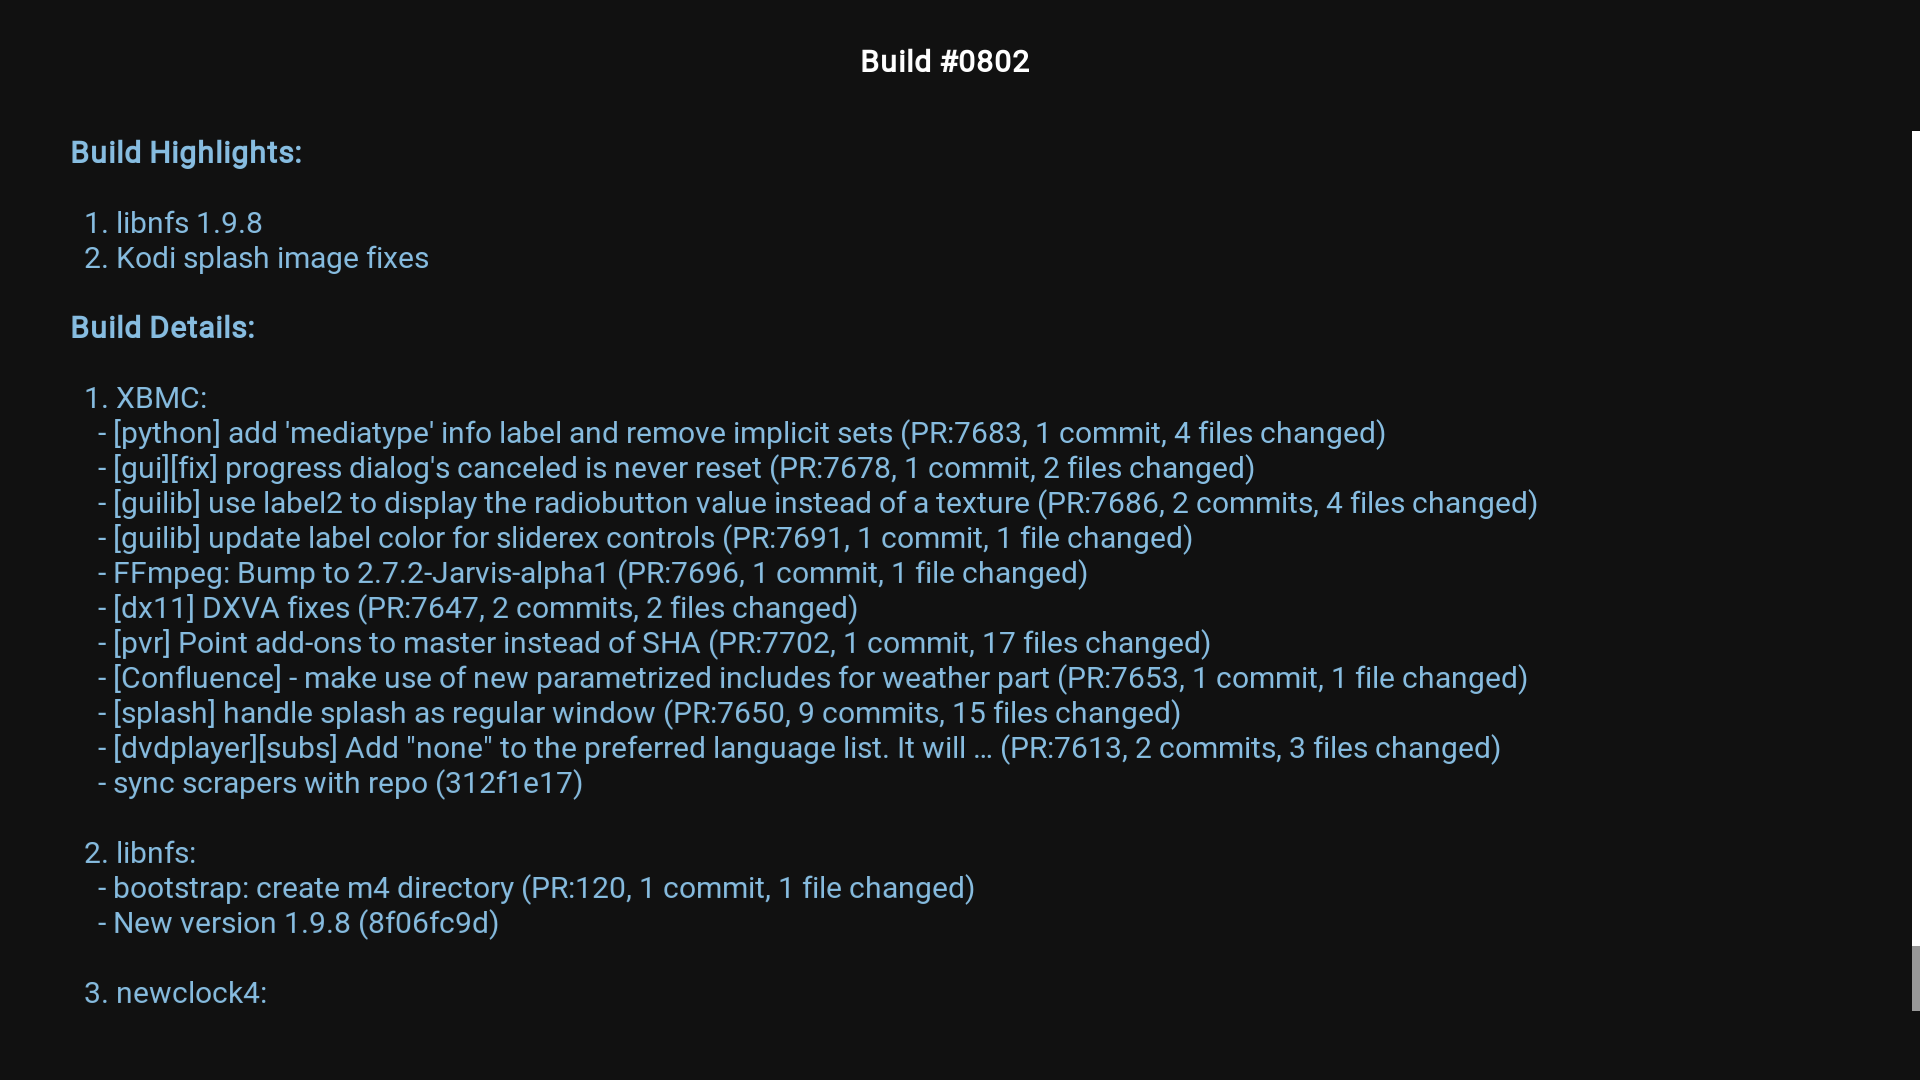 Build #0802
Build Highlights:
1. libnfs 1.9.8
2. Kodi splash image fixes
Build Details:
1. XBMC:
- [python] add 'mediatype' info label and remove implicit sets (PR:7683, 1 commit, 4 files changed)
- [gui][fix] progress dialog's canceled is never reset (PR:7678, 1 commit, 2 files changed)
- [guilib] use label2 to display the radiobutton value instead of a texture (PR:7686, 2 commits, 4 files changed)
- [guilib] update label color for sliderex controls (PR:7691, 1 commit, 1 file changed)
- FFmpeg: Bump to 2.7.2-Jarvis-alpha1 (PR:7696, 1 commit, 1 file changed)
- [dx11] DXVA fixes (PR:7647, 2 commits, 2 files changed)
- [pvr] Point add-ons to master instead of SHA (PR:7702, 1 commit, 17 files changed)
- [Confluence] - make use of new parametrized includes for weather part (PR:7653, 1 commit, 1 file changed)
- [splash] handle splash as regular window (PR:7650, 9 commits, 15 files changed)
- [dvdplayer][subs] Add "none" to the preferred language list. It will … (PR:7613, 2 commits, 3 files changed)
- sync scrapers with repo (312f1e17)
2. libnfs:
- bootstrap: create m4 directory (PR:120, 1 commit, 1 file changed)
- New version 1.9.8 (8f06fc9d)
3. newclock4: